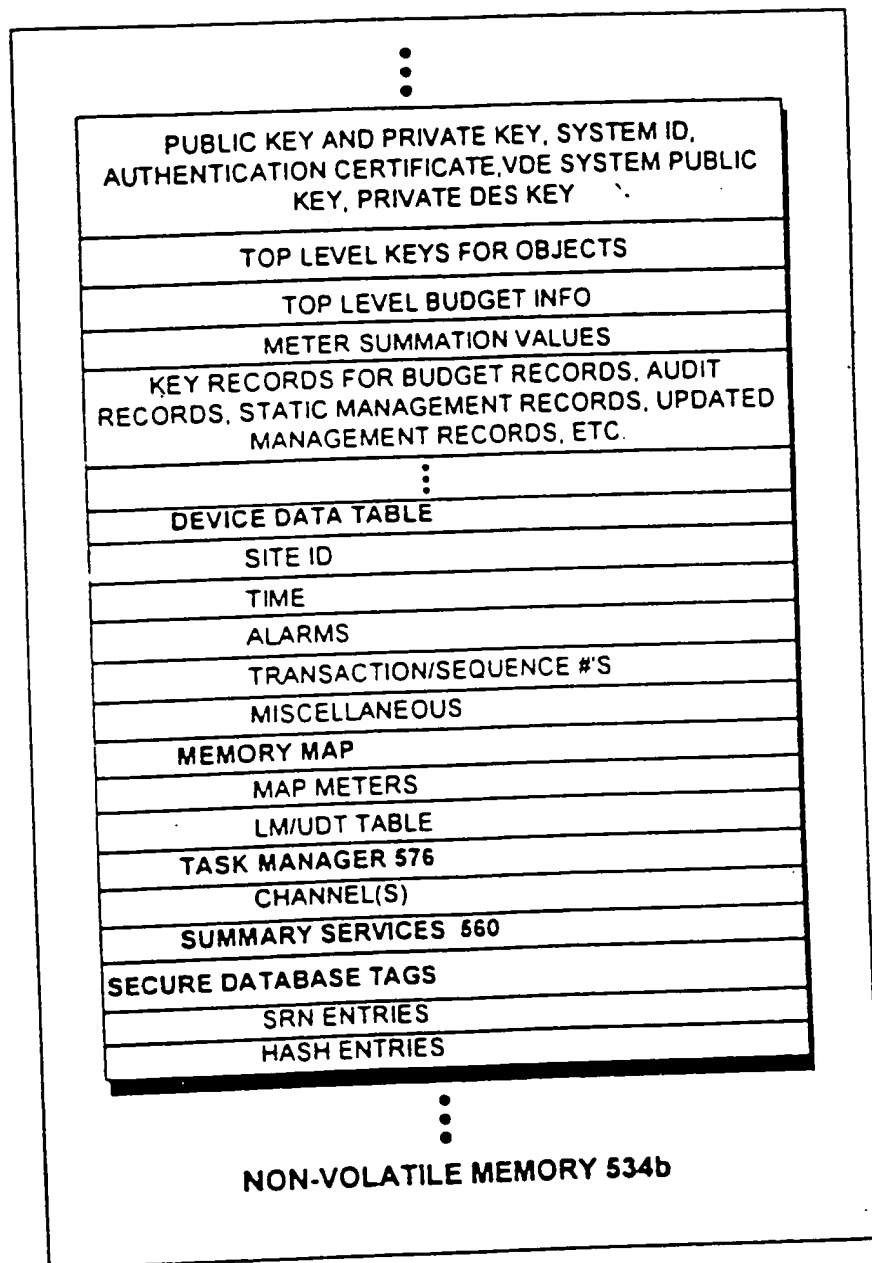 PUBLIC KEY AND PRIVATE KEY, SYSTEM ID,
AUTHENTICATION CERTIFICATE,VDE SYSTEM PUBLIC
KEY, PRIVATE DES KEY
TOP LEVEL KEYS FOR OBJECTS
TOP LEVEL BUDGET INFO
METER SUMMATION VALUES
KEY RECORDS FOR BUDGET RECORDS, AUDIT
RECORDS, STATIC MANAGEMENT RECORDS, UPDATED
MANAGEMENT RECORDS, ETC.
DEVICE DATA TABLE
SITE ID
TIME
ALARMS
TRANSACTION/SEQUENCE #'S
MISCELLANEOUS
MEMORY MAP
MAP METERS
LM/UDT TABLE
TASK MANAGER 576
CHANNEL(S)
SUMMARY SERVICES 560
SECURE DATABASE TAGS
SRN ENTRIES
HASH ENTRIES
NON-VOLATILE MEMORY 534b